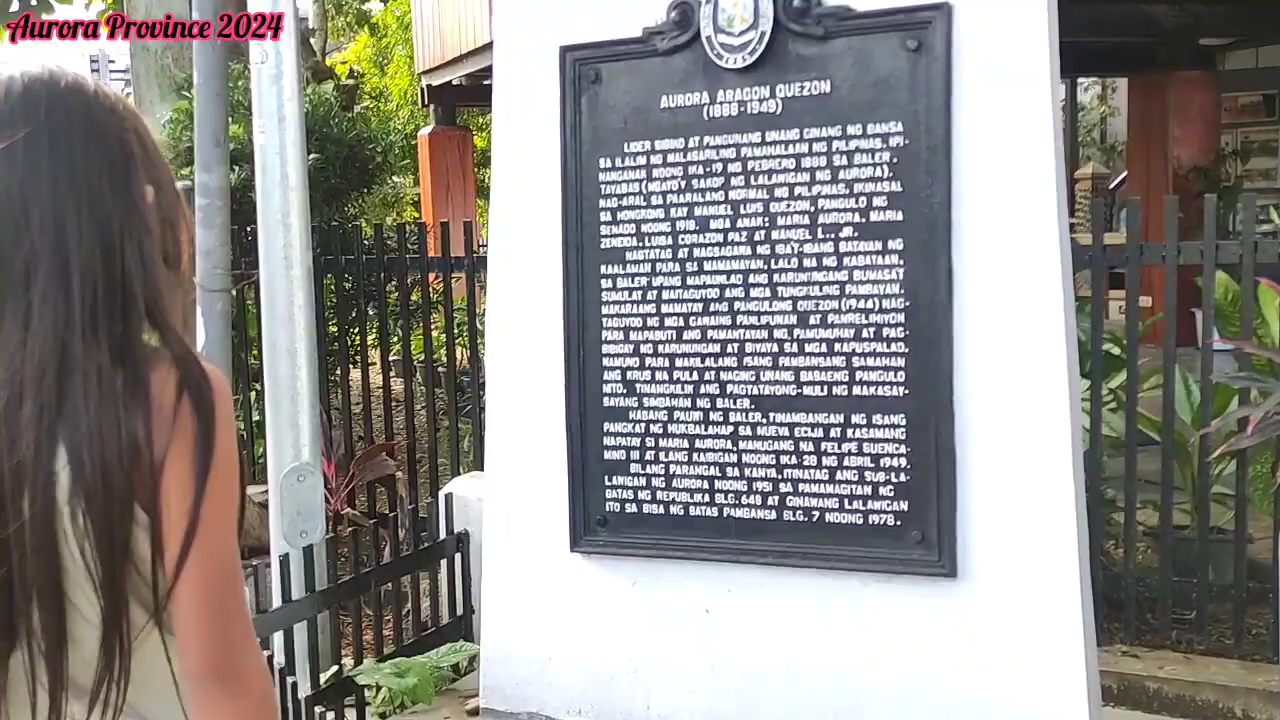 Aurora Province 2024
AURORA ARAGON QUEZON
(1888-1949)
LIDER SIBIKO AT PANGUNANG UNANG GINANG NG BANSA
SA ILALIM NG MALASARILING PAMAHALAAN NG PILIPINAS. IPI-
NANGANAK NOONG IKA-19 NG PEBRERO 1888 SA BALER,
TAYABAS (NGAYO'Y SAKOP NG LALAWIGAN NG AURORA).
NAG-ARAL SA PAARALANG NORMAL NG PILIPINAS. IKINASAL
SA HONGKONG KAY MANUEL LUIS QUEZON, PANGULO NG
SENADO NOONG 1918. MGA ANAK: MARIA AURORA, MARIA
ZENEIDA, LUISA CORAZON PAZ AT MANUEL L., JR.
NAGTATAG AT NAGSAGAWA NG IBA'T-IBANG BATAYAN NG
KAALAMAN PARA SA MAMAMAYAN, LALO NA NG KABATAAN,
SA BALER UPANG MAPAUNLAD ANG KARUNUNGANG BUMASA'T
SUMULAT AT MAITAGUYOD ANG MGA TUNGKULING PAMBAYAN.
MAKARAANG MAMATAY ANG PANGULONG QUEZON (1944) NAG-
TAGUYOD NG MGA GAWAING PANLIPUNAN AT PANRELIHIYON
PARA MAPABUTI ANG PAMANTAYAN NG PAMUMUHAY AT PAG-
BIBIGAY NG KARUNUNGAN AT BIYAYA SA MGA KAPUSPALAD.
NAMUNO PARA MAKILALANG ISANG PAMBANSANG SAMAHAN
ANG KRUS NA PULA AT NAGING UNANG BABAENG PANGULO
NITO. TINANGKILIK ANG PAGTATAYONG-MULI NG MAKASAY-
SAYANG SIMBAHAN NG BALER.
HABANG PAUWI NG BALER, TINAMBANGAN NG ISANG
PANGKAT NG HUKBALAHAP SA NUEVA ECIJA AT KASAMANG
NAPATAY SI MARIA AURORA, MANUGANG NA FELIPE BUENCA-
MINO III AT ILANG KAIBIGAN NOONG IKA-28 NG ABRIL 1949.
BILANG PARANGAL SA KANYA, ITINATAG ANG SUB-LA-
LAWIGAN NG AURORA NOONG 1951 SA PAMAMAGITAN NG
BATAS NG REPUBLIKA BLG. 648 AT GINAWANG LALAWIGAN
ITO SA BISA NG BATAS PAMBANSA BLG. 7 NOONG 1978.